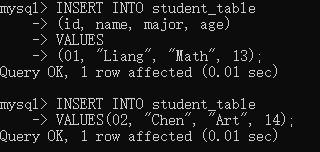 mysql> INSERT INTO student_table
    -> (id, name, major, age)
    -> VALUES
    -> (01, "Liang", "Math", 13);
Query OK, 1 row affected (0.01 sec)
mysql> INSERT INTO student_table
    -> VALUES(02, "Chen", "Art", 14);
Query OK, 1 row affected (0.01 sec)